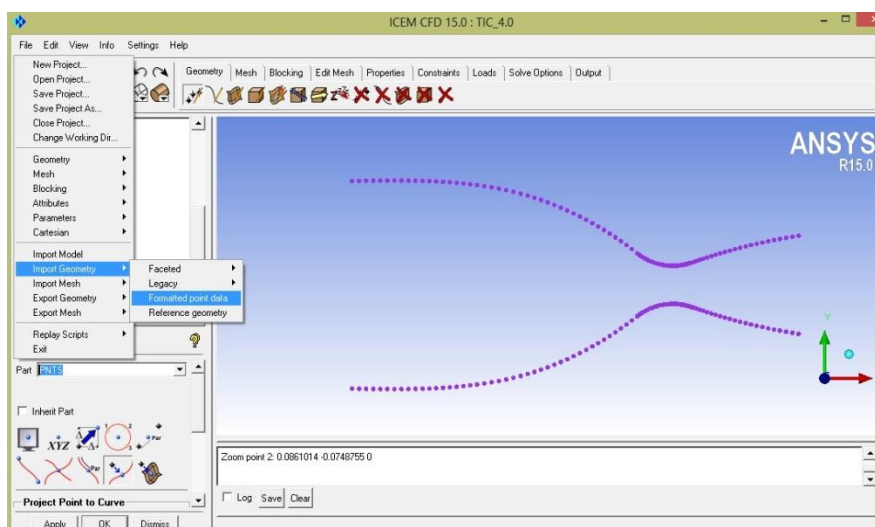 ICEM CFD 15.0 : TIC_4.0
File Edit View Info Settings Help
New Project...
Open Project...
Save Project...
Save Project As...
Close Project...
Change Working Dir...
Geometry
Mesh
Blocking
Attributes
Parameters
Cartesian
Import Model
Import Geometry
Import Mesh
Export Geometry
Export Mesh
Replay Scripts
Exit
Faceted
Legacy
Formatted point data
Reference geometry
Geometry Mesh Blocking Edit Mesh Properties Constraints Loads Solve Options Output
ANSYS
R15.0
Y
Part PNTS
Inherit Part
XYZ
Par
Par
Project Point to Curve
Apply OK Dismiss
Zoom point 2: 0.0861014 -0.0748755 0
Log Save Clear